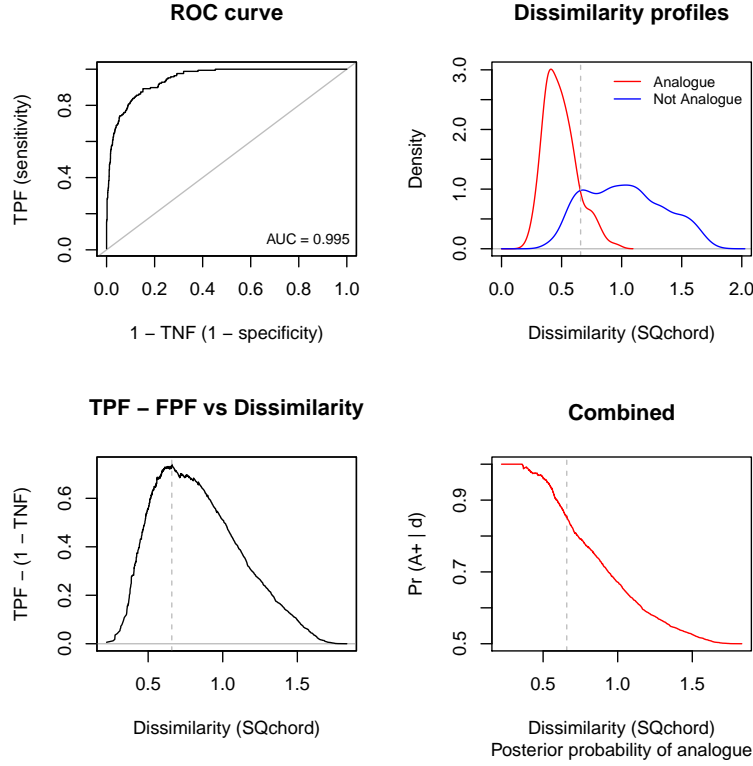 ROC curve
TPF (sensitivity)
0.0 0.4 0.8
AUC = 0.995
0.0 0.2 0.4 0.6 0.8 1.0
1 − TNF (1 − specificity)
Dissimilarity profiles
Density
0.0 1.0 2.0 3.0
Analogue
Not Analogue
0.0 0.5 1.0 1.5 2.0
Dissimilarity (SQchord)
TPF − FPF vs Dissimilarity
TPF − (1 − TNF)
0.0 0.2 0.4 0.6
0.5 1.0 1.5
Dissimilarity (SQchord)
Combined
Pr (A+ | d)
0.5 0.7 0.9
0.5 1.0 1.5
Dissimilarity (SQchord)
Posterior probability of analogue